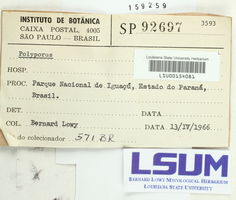 159259
INSTITUTO DE BOTÂNICA
CAIXA POSTAL, 4005
SÃO PAULO — BRASIL
SP 92697
3593
Louisiana State University Herbarium
LSU00154081
Polyporus
HOSP.
PROC. Parque Nacional de Iguaçú, Estado do Paraná,
Brasil.
DET. DATA
COL. Bernard Lowy DATA 13/IV/1966
do colecionador 571 BR
LSUM
BERNARD LOWY MYCOLOGICAL HERBARIUM
LOUISIANA STATE UNIVERSITY